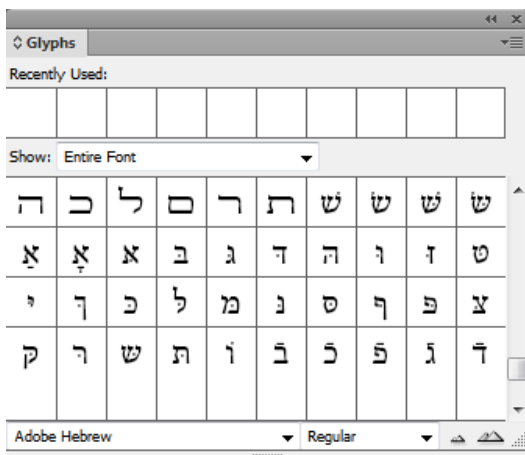 Glyphs
Recently Used:
Show: Entire Font
ﬣ ﬤ ﬥ ﬦ ﬧ ﬨ שׁ שׂ שּׁ שּׂ
אַ אָ אּ בּ גּ דּ הּ וּ זּ טּ
יּ ךּ כּ לּ מּ נּ סּ ףּ פּ צּ
קּ רּ שּ תּ וֹ בֿ כֿ פֿ גֿ דֿ
Adobe Hebrew Regular